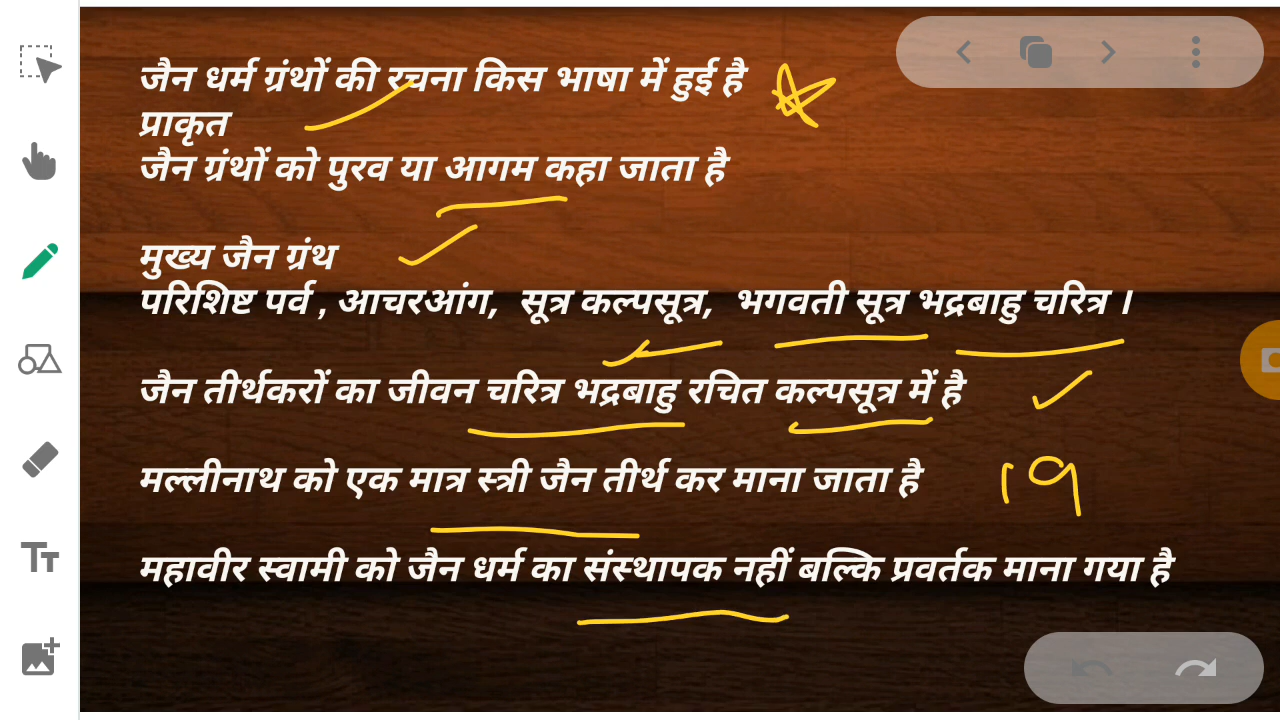 जैन धर्म ग्रंथों की रचना किस भाषा में हुई है
प्राकृत
जैन ग्रंथों को पुरव या आगम कहा जाता है
मुख्य जैन ग्रंथ
परिशिष्ट पर्व , आचरआंग, सूत्र कल्पसूत्र, भगवती सूत्र भद्रबाहु चरित्र ।
जैन तीर्थकरों का जीवन चरित्र भद्रबाहु रचित कल्पसूत्र में है
मल्लीनाथ को एक मात्र स्त्री जैन तीर्थ कर माना जाता है 19
महावीर स्वामी को जैन धर्म का संस्थापक नहीं बल्कि प्रवर्तक माना गया है
Tт